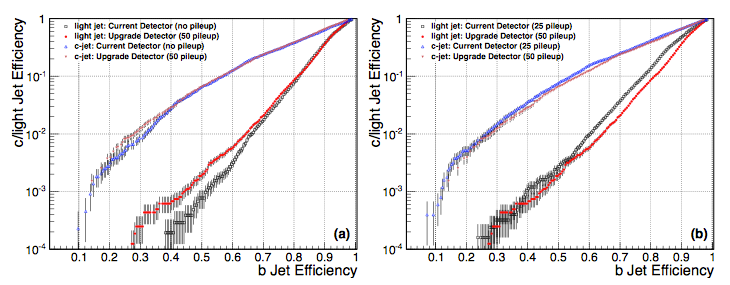 light jet: Current Detector (no pileup)
light jet: Upgrade Detector (50 pileup)
c-jet: Current Detector (no pileup)
c-jet: Upgrade Detector (50 pileup)
c/light Jet Efficiency
1
10-1
10-2
10-3
10-4
0.1 0.2 0.3 0.4 0.5 0.6 0.7 0.8 0.9 1
b Jet Efficiency
(a)
light jet: Current Detector (25 pileup)
light jet: Upgrade Detector (50 pileup)
c-jet: Current Detector (25 pileup)
c-jet: Upgrade Detector (50 pileup)
c/light Jet Efficiency
1
10-1
10-2
10-3
10-4
0.1 0.2 0.3 0.4 0.5 0.6 0.7 0.8 0.9 1
b Jet Efficiency
(b)